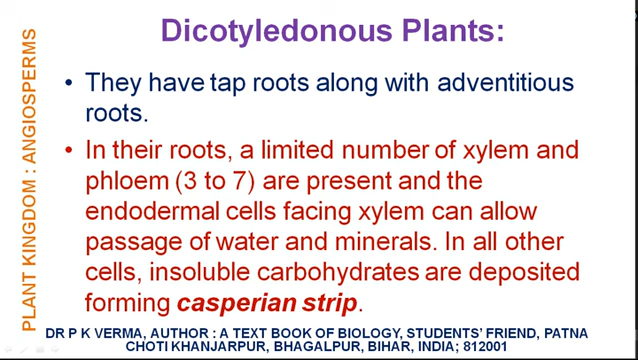 Dicotyledonous Plants:
PLANT KINGDOM : ANGIOSPERMS
• They have tap roots along with adventitious
roots.
• In their roots, a limited number of xylem and
phloem (3 to 7) are present and the
endodermal cells facing xylem can allow
passage of water and minerals. In all other
cells, insoluble carbohydrates are deposited
forming casperian strip.
DR P K VERMA, AUTHOR : A TEXT BOOK OF BIOLOGY, STUDENTS' FRIEND, PATNA
CHOTI KHANJARPUR, BHAGALPUR, BIHAR, INDIA; 812001